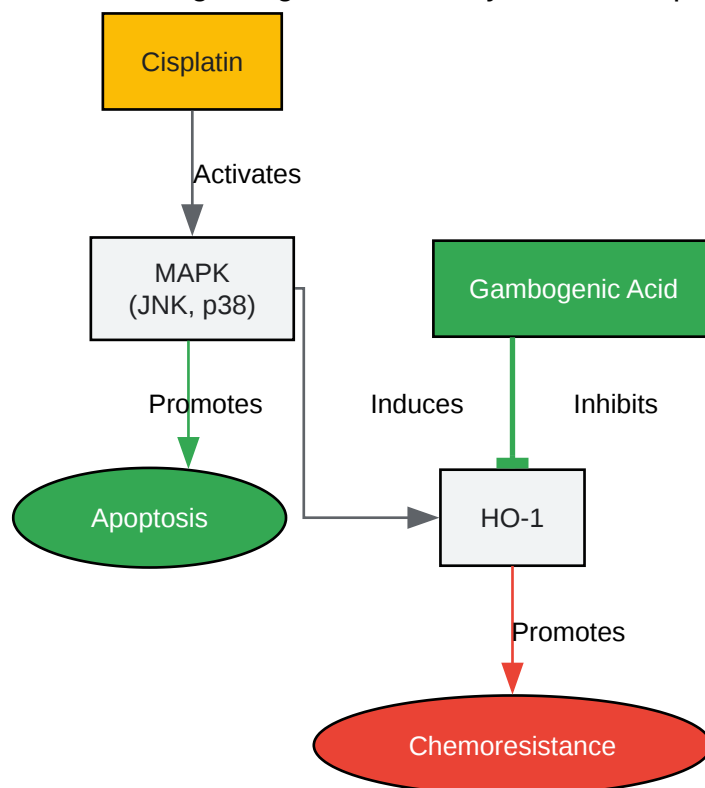 Cisplatin
Activates
MAPK
(JNK, p38)
Gambogenic Acid
Promotes
Induces
Inhibits
Apoptosis
HO-1
Promotes
Chemoresistance